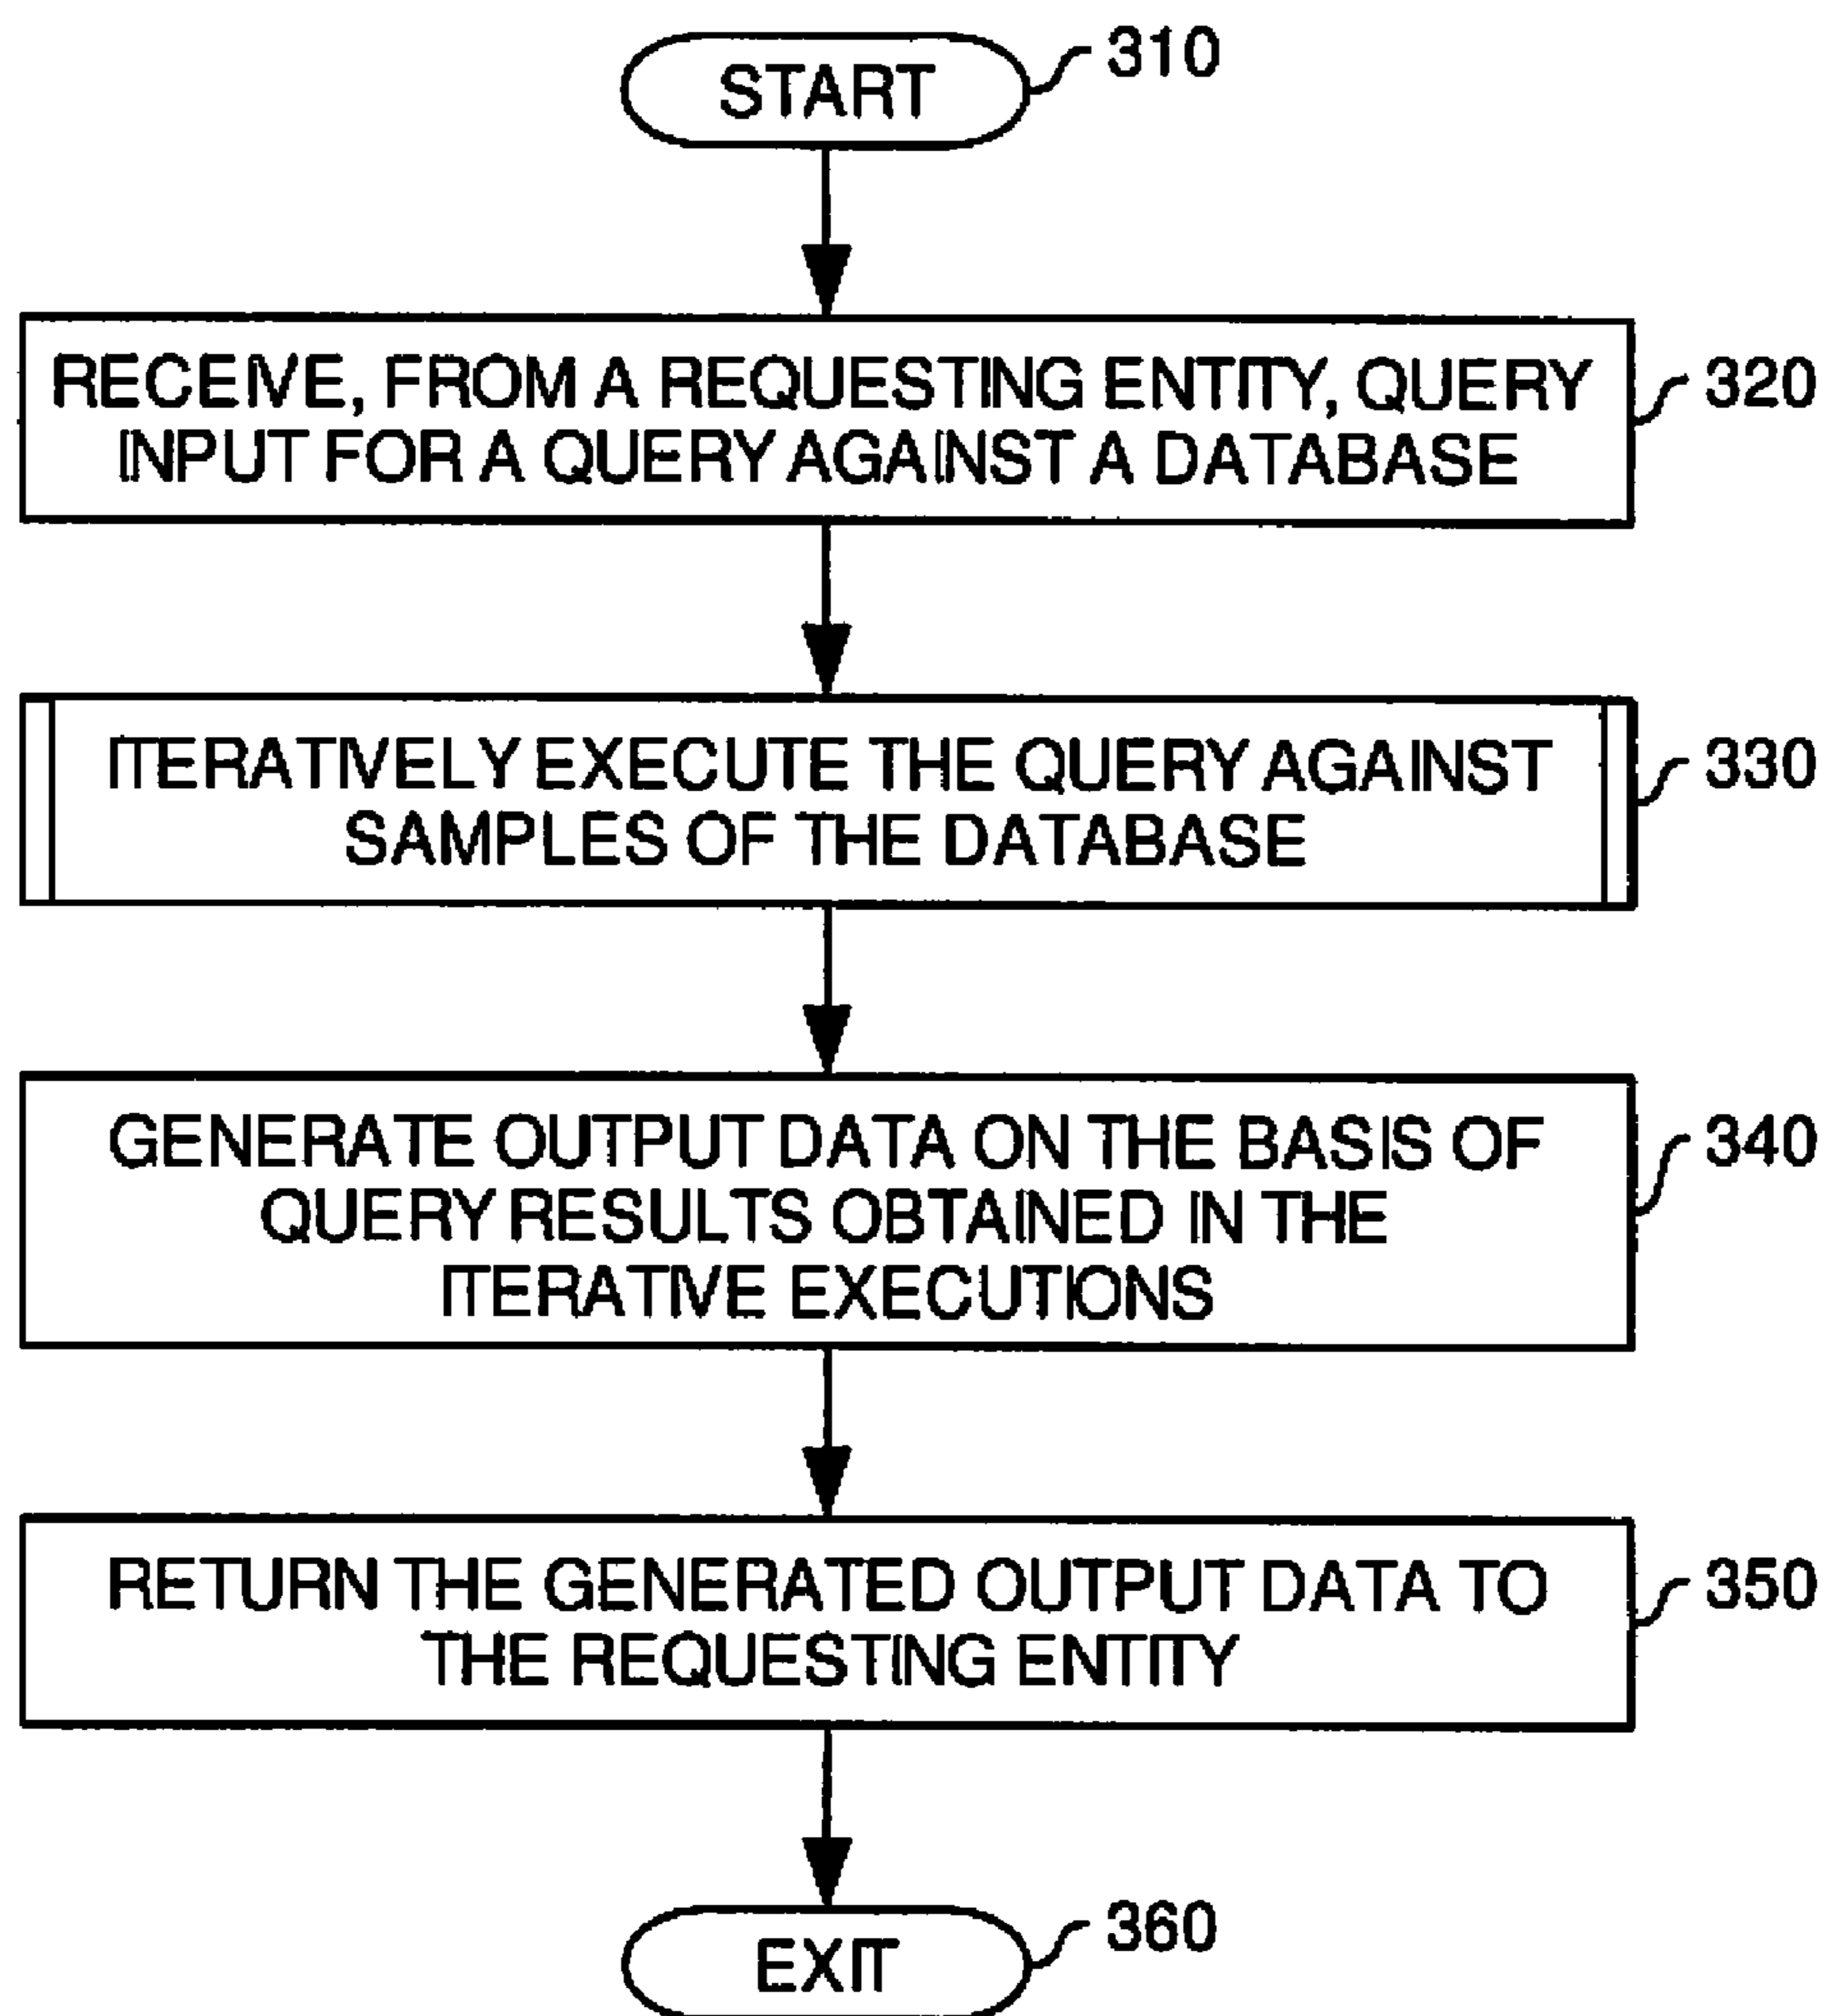 START
310
RECEIVE, FROM A REQUESTING ENTITY, QUERY
INPUT FOR A QUERY AGAINST A DATABASE
320
ITERATIVELY EXECUTE THE QUERY AGAINST
SAMPLES OF THE DATABASE
330
GENERATE OUTPUT DATA ON THE BASIS OF
QUERY RESULTS OBTAINED IN THE
ITERATIVE EXECUTIONS
340
RETURN THE GENERATED OUTPUT DATA TO
THE REQUESTING ENTITY
350
EXIT
360